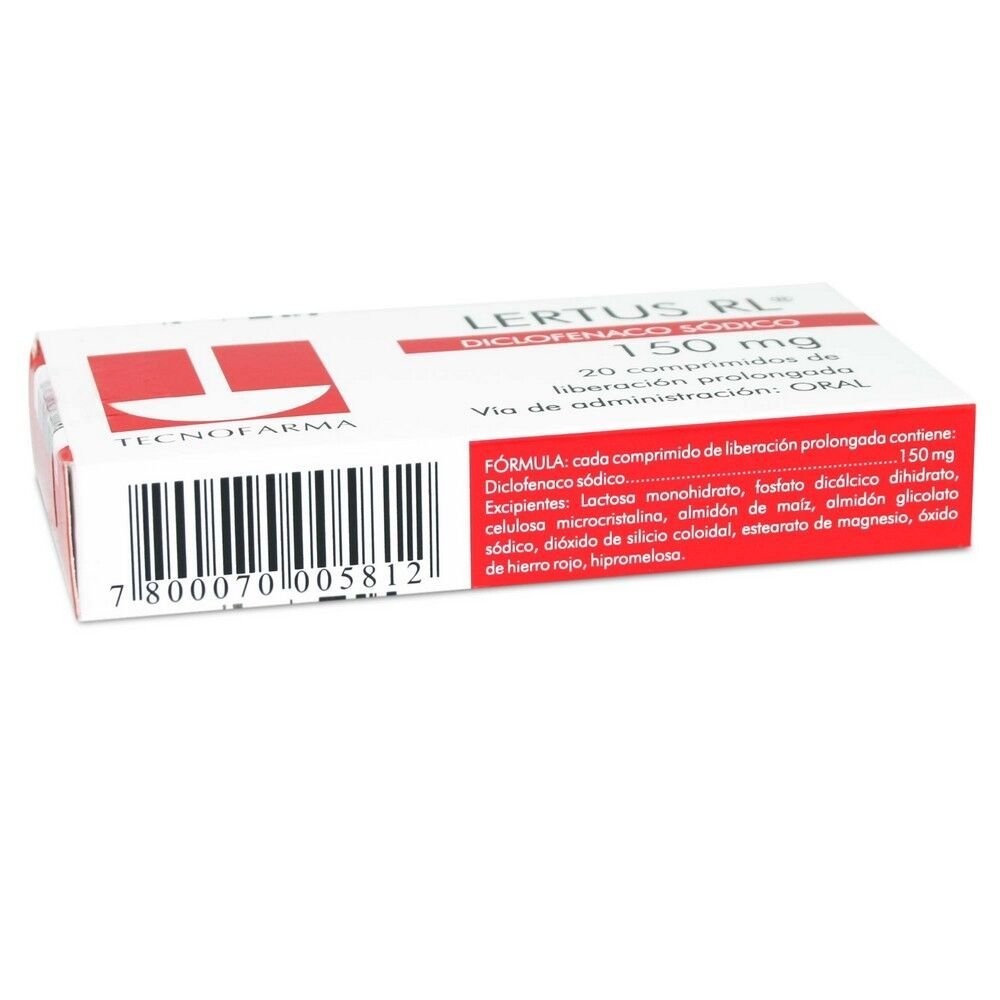 LERTUS RL®
DICLOFENACO SÓDICO
150 mg
20 comprimidos de
liberación prolongada
Vía de administración: ORAL
TECNOFARMA
FÓRMULA: cada comprimido de liberación prolongada contiene:
Diclofenaco sódico..............................................150 mg
Excipientes: Lactosa monohidrato, fosfato dicálcico dihidrato,
celulosa microcristalina, almidón de maíz, almidón glicolato
sódico, dióxido de silicio coloidal, estearato de magnesio, óxido
de hierro rojo, hipromelosa.
7 800070 005812